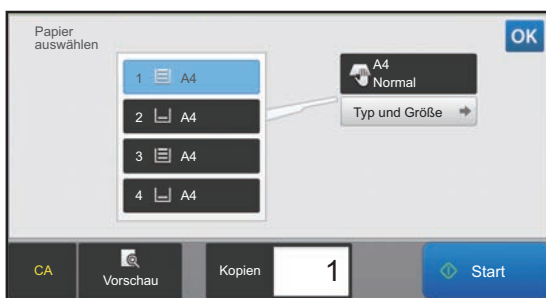 Papier
auswählen
OK
1 A4
2 A4
3 A4
4 A4
A4
Normal
Typ und Größe
CA
Vorschau
Kopien
1
Start